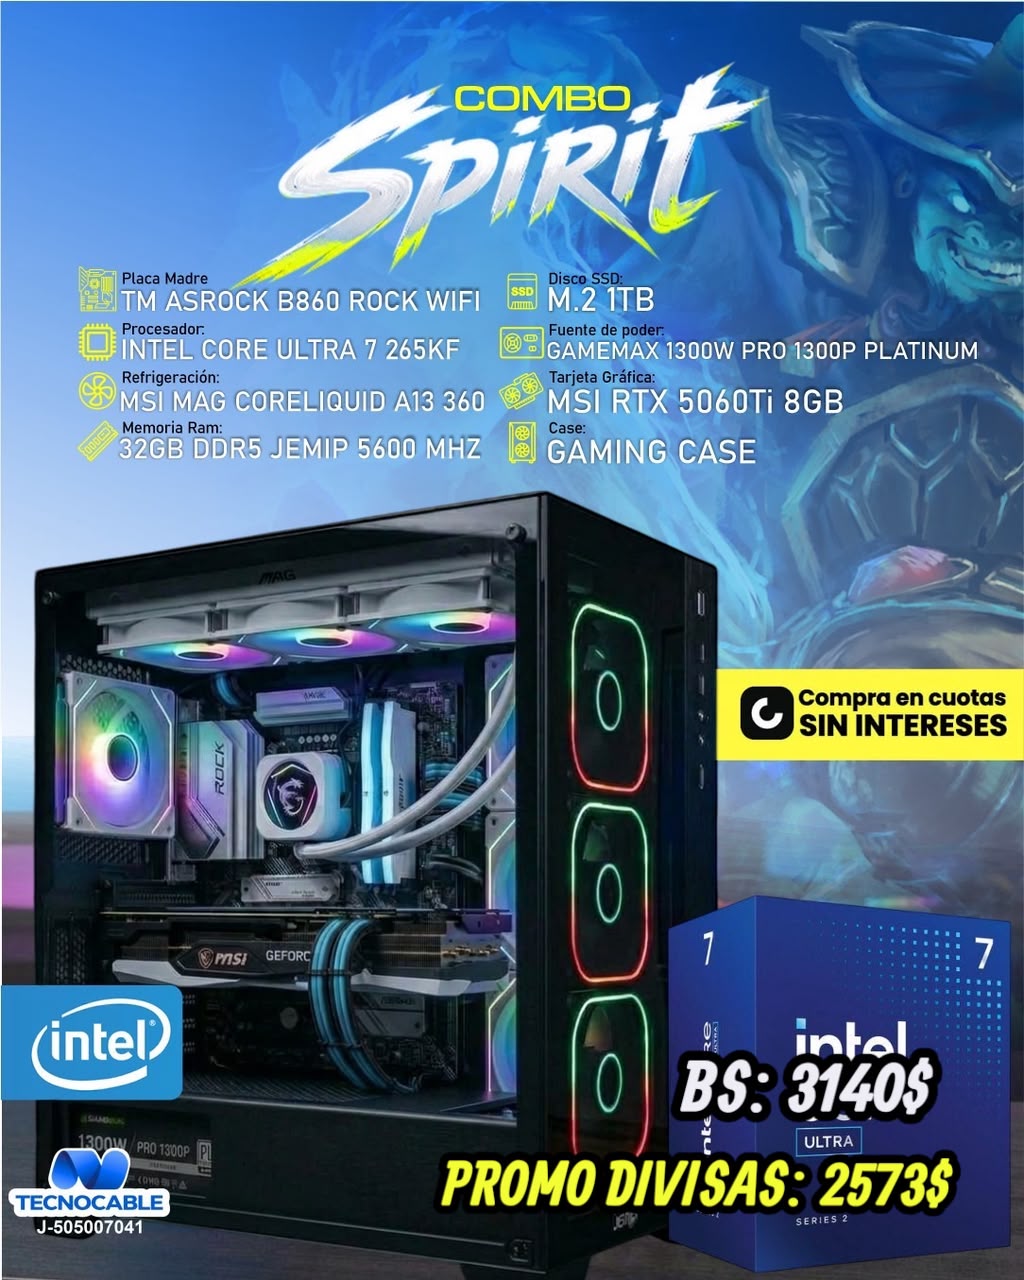 COMBO
Spirit
Placa Madre
TM ASROCK B860 ROCK WIFI
Procesador:
INTEL CORE ULTRA 7 265KF
Refrigeración:
MSI MAG CORELIQUID A13 360
Memoria Ram:
32GB DDR5 JEMIP 5600 MHZ
Disco SSD:
SSD
M.2 1TB
Fuente de poder:
GAMEMAX 1300W PRO 1300P PLATINUM
Tarjeta Gráfica:
MSI RTX 5060Ti 8GB
Case:
GAMING CASE
MAG
ROCK
Compra en cuotas
SIN INTERESES
msi
GEFORC
7
7
intel
intel
BS: 3140$
ULTRA
PROMO DIVISAS: 2573$
SERIES 2
1300W / PRO 1300P
TECNOCABLE
J-505007041